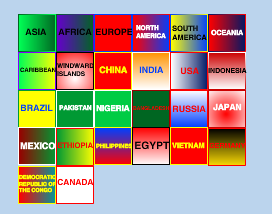 ASIA
AFRICA
EUROPE
NORTH
AMERICA
SOUTH
AMERICA
OCEANIA
CARIBBEAN
WINDWARD
ISLANDS
CHINA
INDIA
USA
INDONESIA
BRAZIL
PAKISTAN
NIGERIA
BANGLADESH
RUSSIA
JAPAN
MEXICO
ETHIOPIA
PHILIPPINES
EGYPT
VIETNAM
GERMANY
DEMOCRATIC
REPUBLIC OF
THE CONGO
CANADA